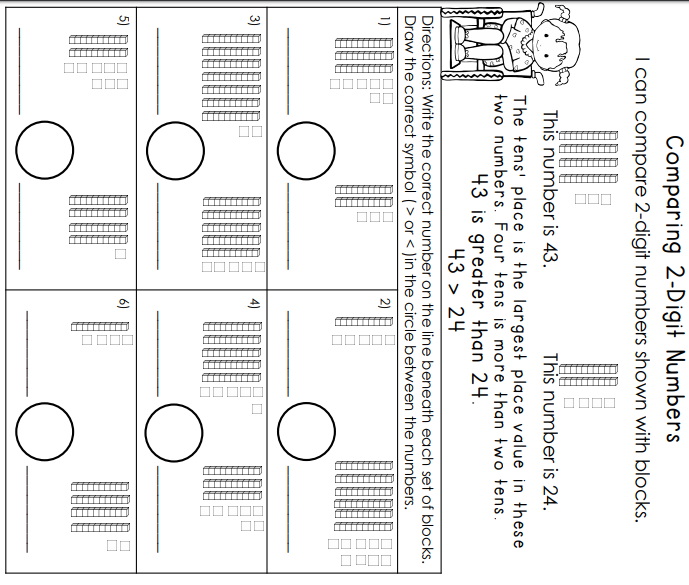 Comparing 2-Digit Numbers
I can compare 2-digit numbers shown with blocks.
This number is 43.
This number is 24.
The tens' place is the largest place value in these
two numbers. Four tens is more than two tens.
43 is greater than 24.
43 > 24
Directions: Write the correct number on the line beneath each set of blocks.
Draw the correct symbol ( > or < )in the circle between the numbers.
1)
2)
3)
4)
5)
6)